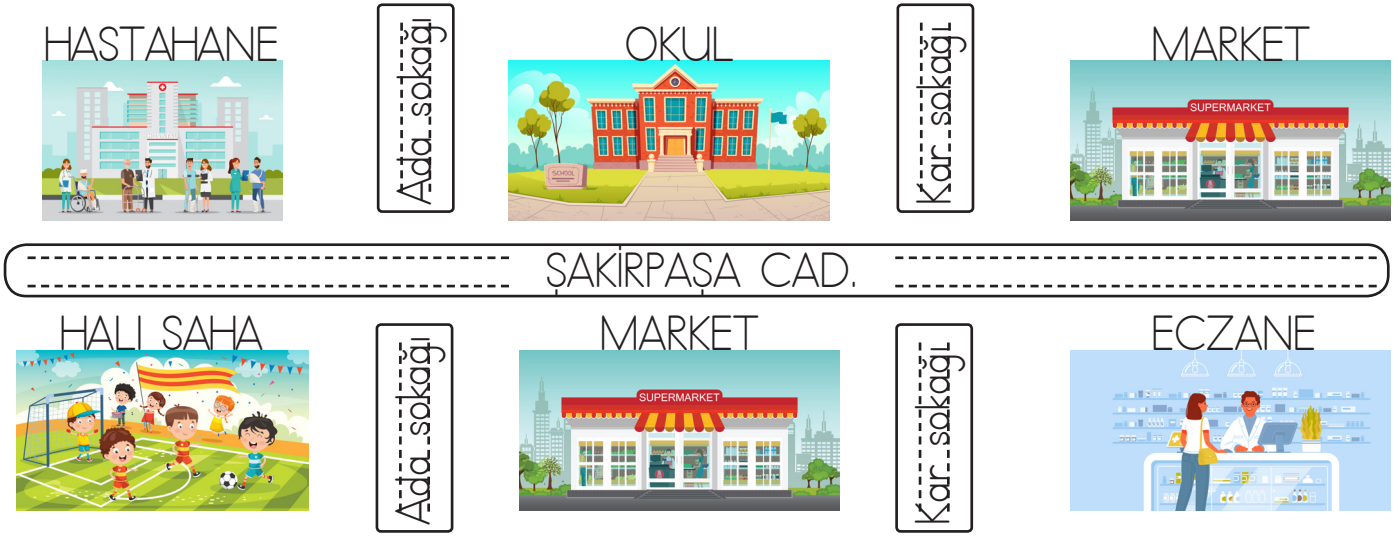 HASTAHANE
Ada sokağı
OKUL
SCHOOL
Kar sokağı
MARKET
SUPERMARKET
ŞAKİRPAŞA CAD.
HALI SAHA
Ada sokağı
MARKET
SUPERMARKET
Kar sokağı
ECZANE